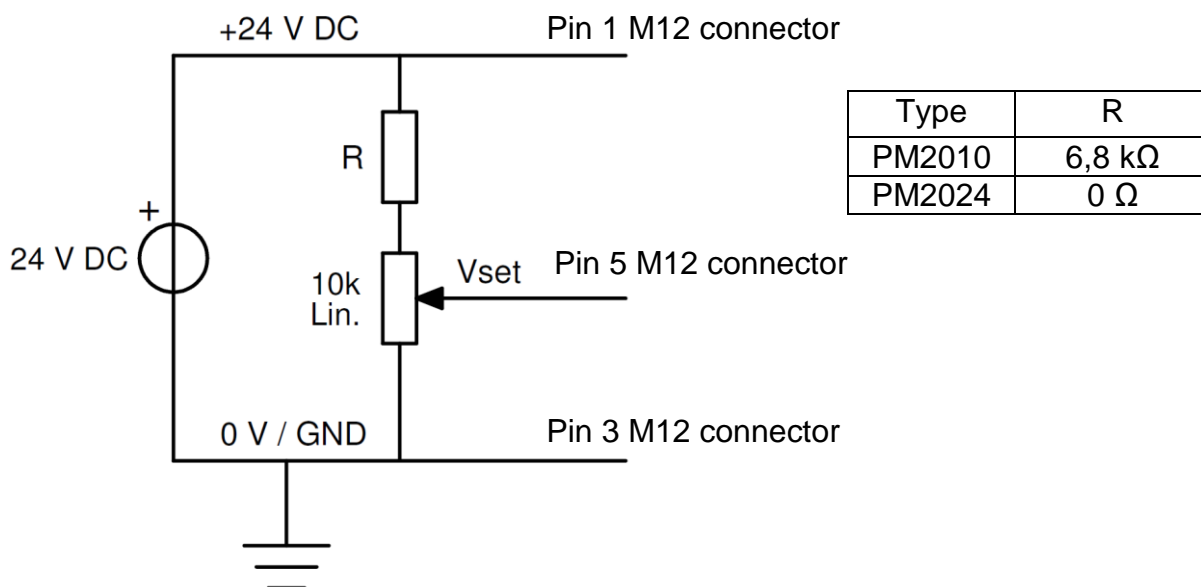 +24 V DC
Pin 1 M12 connector
Type R
PM2010 6,8 kΩ
PM2024 0 Ω
R
+
24 V DC
10k
Lin.
Vset
Pin 5 M12 connector
0 V / GND
Pin 3 M12 connector